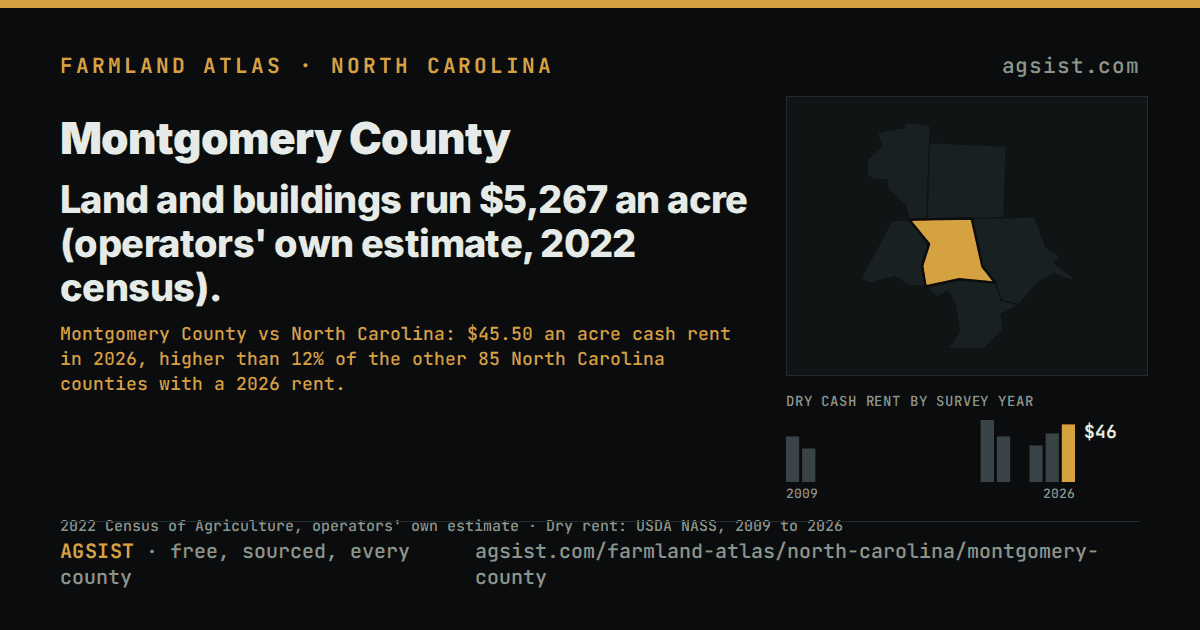 FARMLAND ATLAS · NORTH CAROLINA
agsist.com
Montgomery County
Land and buildings run $5,267 an acre
(operators' own estimate, 2022
census).
Montgomery County vs North Carolina: $45.50 an acre cash rent
in 2026, higher than 12% of the other 85 North Carolina
counties with a 2026 rent.
DRY CASH RENT BY SURVEY YEAR
$46
2009
2026
2022 Census of Agriculture, operators' own estimate · Dry rent: USDA NASS, 2009 to 2026
AGSIST · free, sourced, every
county
agsist.com/farmland-atlas/north-carolina/montgomery-
county